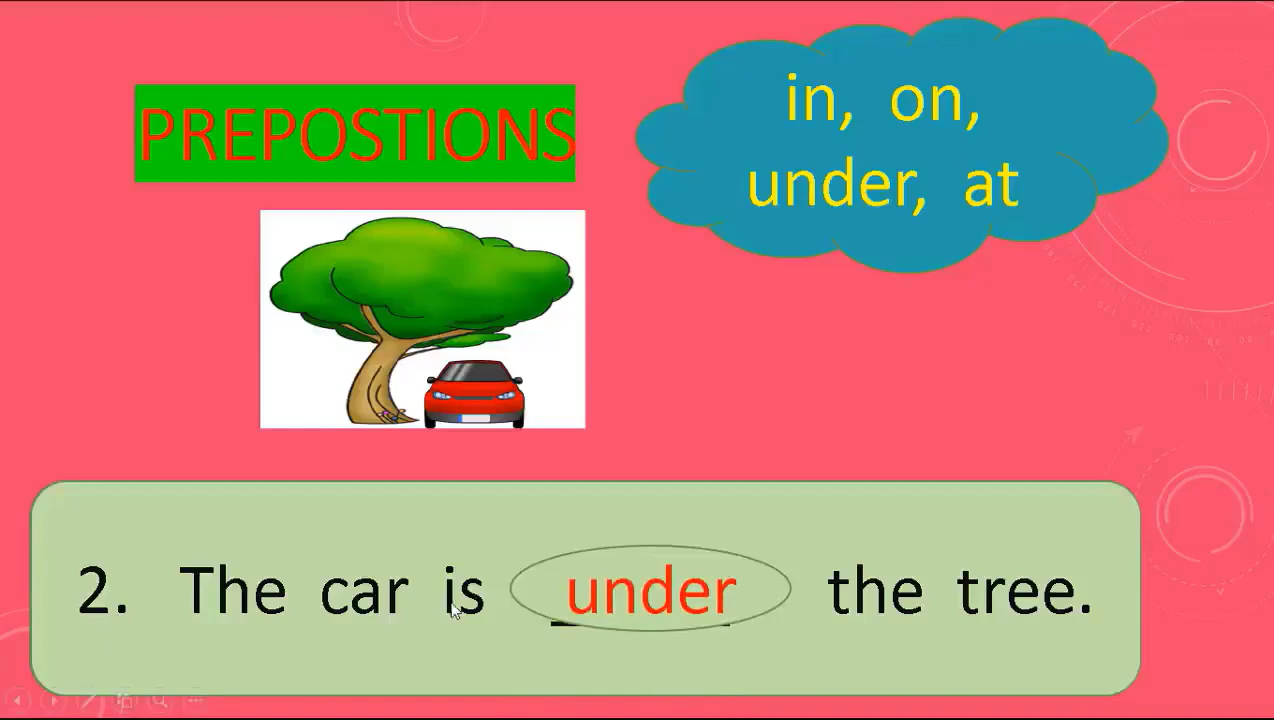 PREPOSTIONS
in, on,
under, at
2. The car is under the tree.